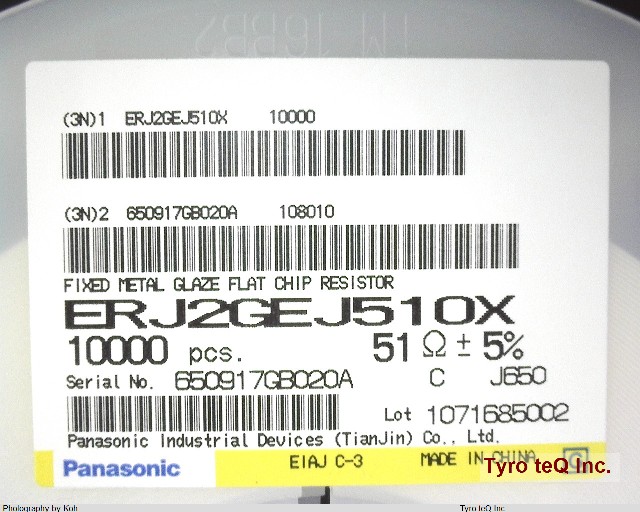 (3N)1 ERJ2GEJ510X 10000
(3N)2 650917GB020A 108010
FIXED METAL GLAZE FLAT CHIP RESISTOR
ERJ2GEJ510X
10000 pcs. 51 Ω ± 5%
Serial No. 650917GB020A C J650
Lot 1071685002
Panasonic Industrial Devices (TianJin) Co., Ltd.
Panasonic EIAJ C-3 MADE IN CHINA
Tyro teQ Inc.
Photography by Koh Tyro teQ Inc